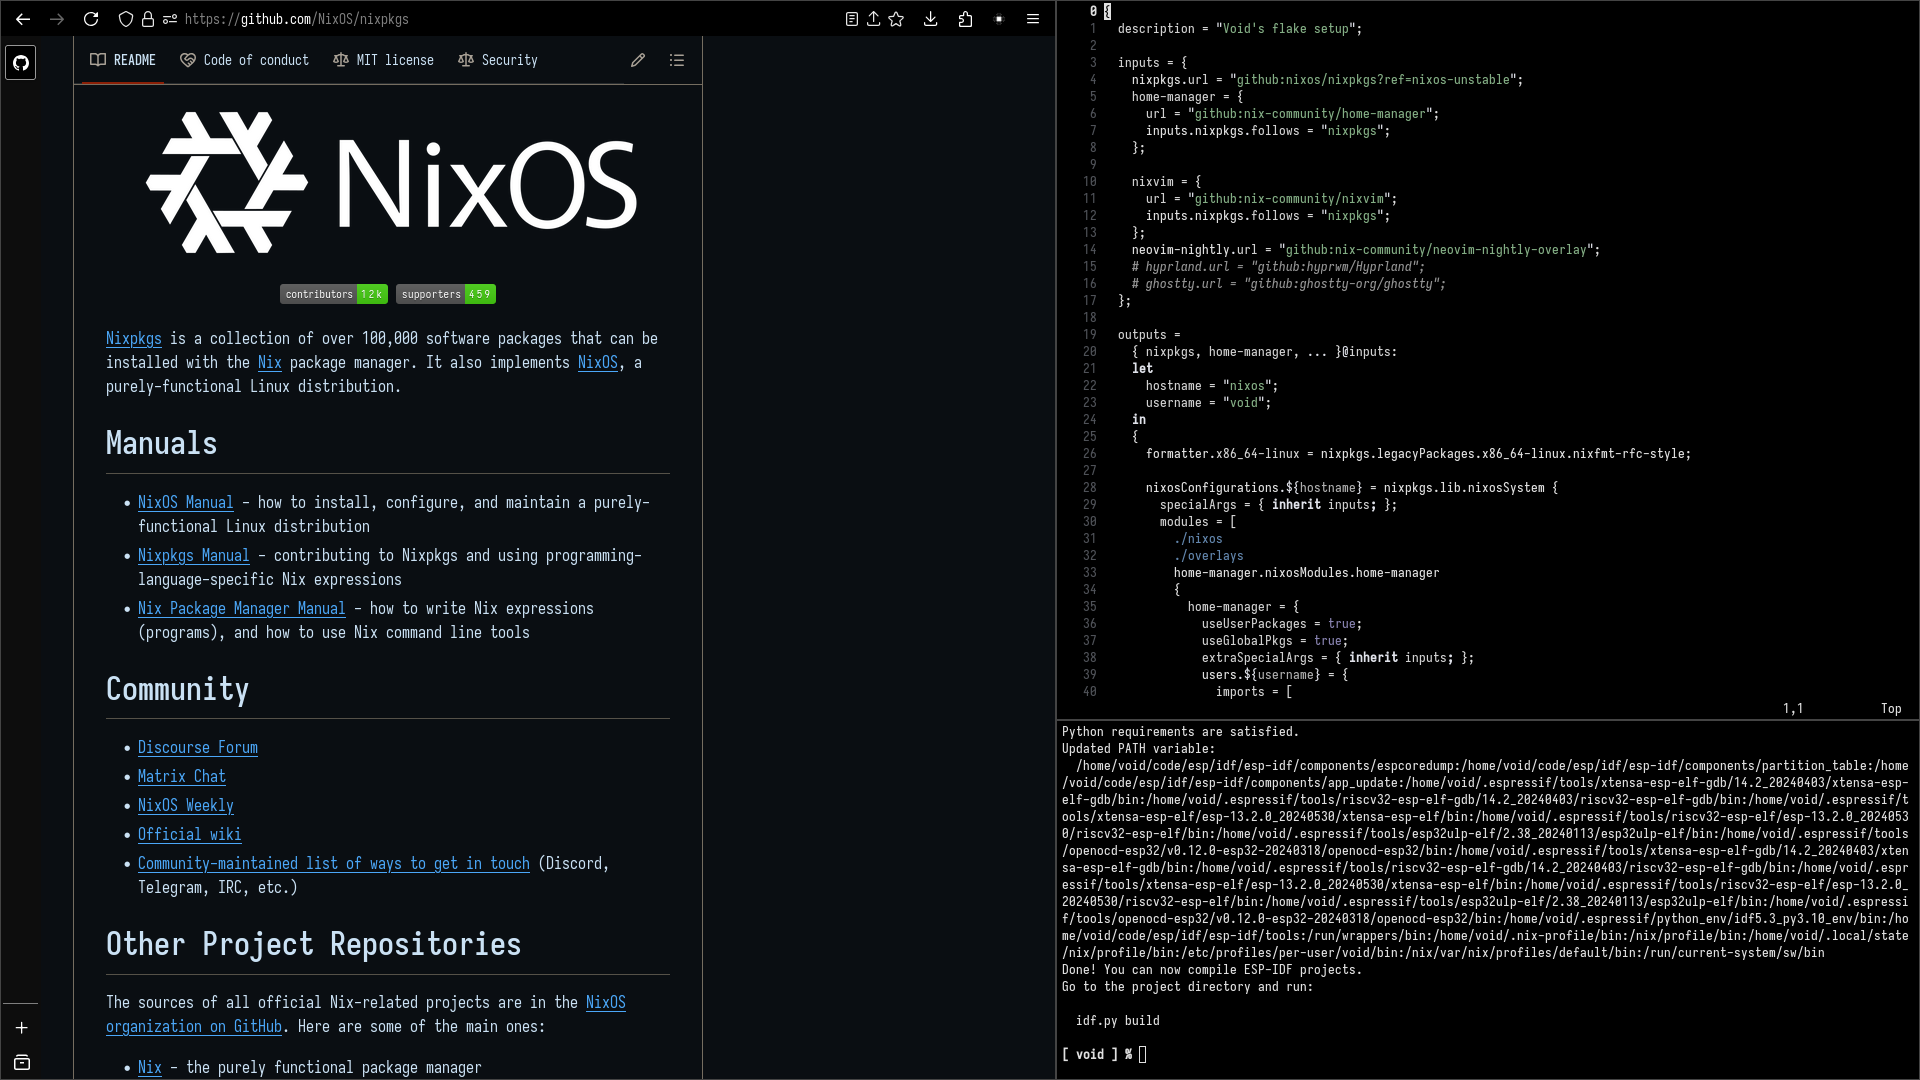 https://github.com/NixOS/nixpkgs
README
Code of conduct
MIT license
Security
NixOS
contributors 12k
supporters 459
Nixpkgs is a collection of over 100,000 software packages that can be
installed with the Nix package manager. It also implements NixOS, a
purely-functional Linux distribution.
Manuals
• NixOS Manual - how to install, configure, and maintain a purely-
functional Linux distribution
• Nixpkgs Manual - contributing to Nixpkgs and using programming-
language-specific Nix expressions
• Nix Package Manager Manual - how to write Nix expressions
(programs), and how to use Nix command line tools
Community
• Discourse Forum
• Matrix Chat
• NixOS Weekly
• Official wiki
• Community-maintained list of ways to get in touch (Discord,
Telegram, IRC, etc.)
Other Project Repositories
The sources of all official Nix-related projects are in the NixOS
organization on GitHub. Here are some of the main ones:
• Nix - the purely functional package manager
0 {
1 description = "Void's flake setup";
2
3 inputs = {
4 nixpkgs.url = "github:nixos/nixpkgs?ref=nixos-unstable";
5 home-manager = {
6 url = "github:nix-community/home-manager";
7 inputs.nixpkgs.follows = "nixpkgs";
8 };
9
10 nixvim = {
11 url = "github:nix-community/nixvim";
12 inputs.nixpkgs.follows = "nixpkgs";
13 };
14 neovim-nightly.url = "github:nix-community/neovim-nightly-overlay";
15 # hyprland.url = "github:hyprwm/Hyprland";
16 # ghostty.url = "github:ghostty-org/ghostty";
17 };
18
19 outputs =
20 { nixpkgs, home-manager, ... }@inputs:
21 let
22 hostname = "nixos";
23 username = "void";
24 in
25 {
26 formatter.x86_64-linux = nixpkgs.legacyPackages.x86_64-linux.nixfmt-rfc-style;
27
28 nixosConfigurations.${hostname} = nixpkgs.lib.nixosSystem {
29 specialArgs = { inherit inputs; };
30 modules = [
31 ./nixos
32 ./overlays
33 home-manager.nixosModules.home-manager
34 {
35 home-manager = {
36 useUserPackages = true;
37 useGlobalPkgs = true;
38 extraSpecialArgs = { inherit inputs; };
39 users.${username} = {
40 imports = [
1,1 Top
Python requirements are satisfied.
Updated PATH variable:
/home/void/code/esp/idf/esp-idf/components/espcoredump:/home/void/code/esp/idf/esp-idf/components/partition_table:/home
/void/code/esp/idf/esp-idf/components/app_update:/home/void/.espressif/tools/xtensa-esp-elf-gdb/14.2_20240403/xtensa-esp-
elf-gdb/bin:/home/void/.espressif/tools/riscv32-esp-elf-gdb/14.2_20240403/riscv32-esp-elf-gdb/bin:/home/void/.espressif/t
ools/xtensa-esp-elf/esp-13.2.0_20240530/xtensa-esp-elf/bin:/home/void/.espressif/tools/riscv32-esp-elf/esp-13.2.0_2024053
0/riscv32-esp-elf/bin:/home/void/.espressif/tools/esp32ulp-elf/2.38_20240113/esp32ulp-elf/bin:/home/void/.espressif/tools
/openocd-esp32/v0.12.0-esp32-20240318/openocd-esp32/bin:/home/void/.espressif/tools/xtensa-esp-elf-gdb/14.2_20240403/xten
sa-esp-elf-gdb/bin:/home/void/.espressif/tools/riscv32-esp-elf-gdb/14.2_20240403/riscv32-esp-elf-gdb/bin:/home/void/.espr
essif/tools/xtensa-esp-elf/esp-13.2.0_20240530/xtensa-esp-elf/bin:/home/void/.espressif/tools/riscv32-esp-elf/esp-13.2.0_
20240530/riscv32-esp-elf/bin:/home/void/.espressif/tools/esp32ulp-elf/2.38_20240113/esp32ulp-elf/bin:/home/void/.espressi
f/tools/openocd-esp32/v0.12.0-esp32-20240318/openocd-esp32/bin:/home/void/.espressif/python_env/idf5.3_py3.10_env/bin:/ho
me/void/code/esp/idf/esp-idf/tools:/run/wrappers/bin:/home/void/.nix-profile/bin:/nix/profile/bin:/home/void/.local/state
/nix/profile/bin:/etc/profiles/per-user/void/bin:/nix/var/nix/profiles/default/bin:/run/current-system/sw/bin
Done! You can now compile ESP-IDF projects.
Go to the project directory and run:
idf.py build
[ void ] %